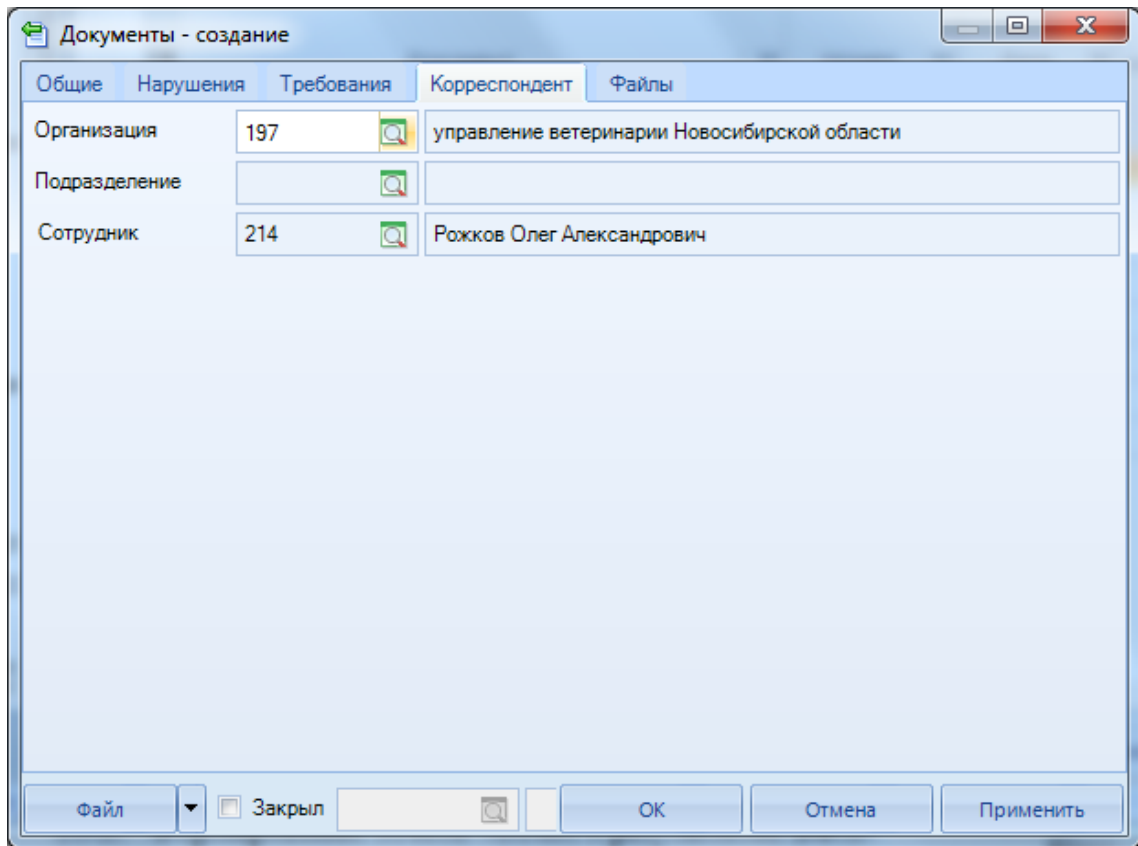 Документы - создание
Общие Нарушения Требования Корреспондент Файлы
Организация 197 управление ветеринарии Новосибирской области
Подразделение
Сотрудник 214 Рожков Олег Александрович
Файл Закрыл ОК Отмена Применить